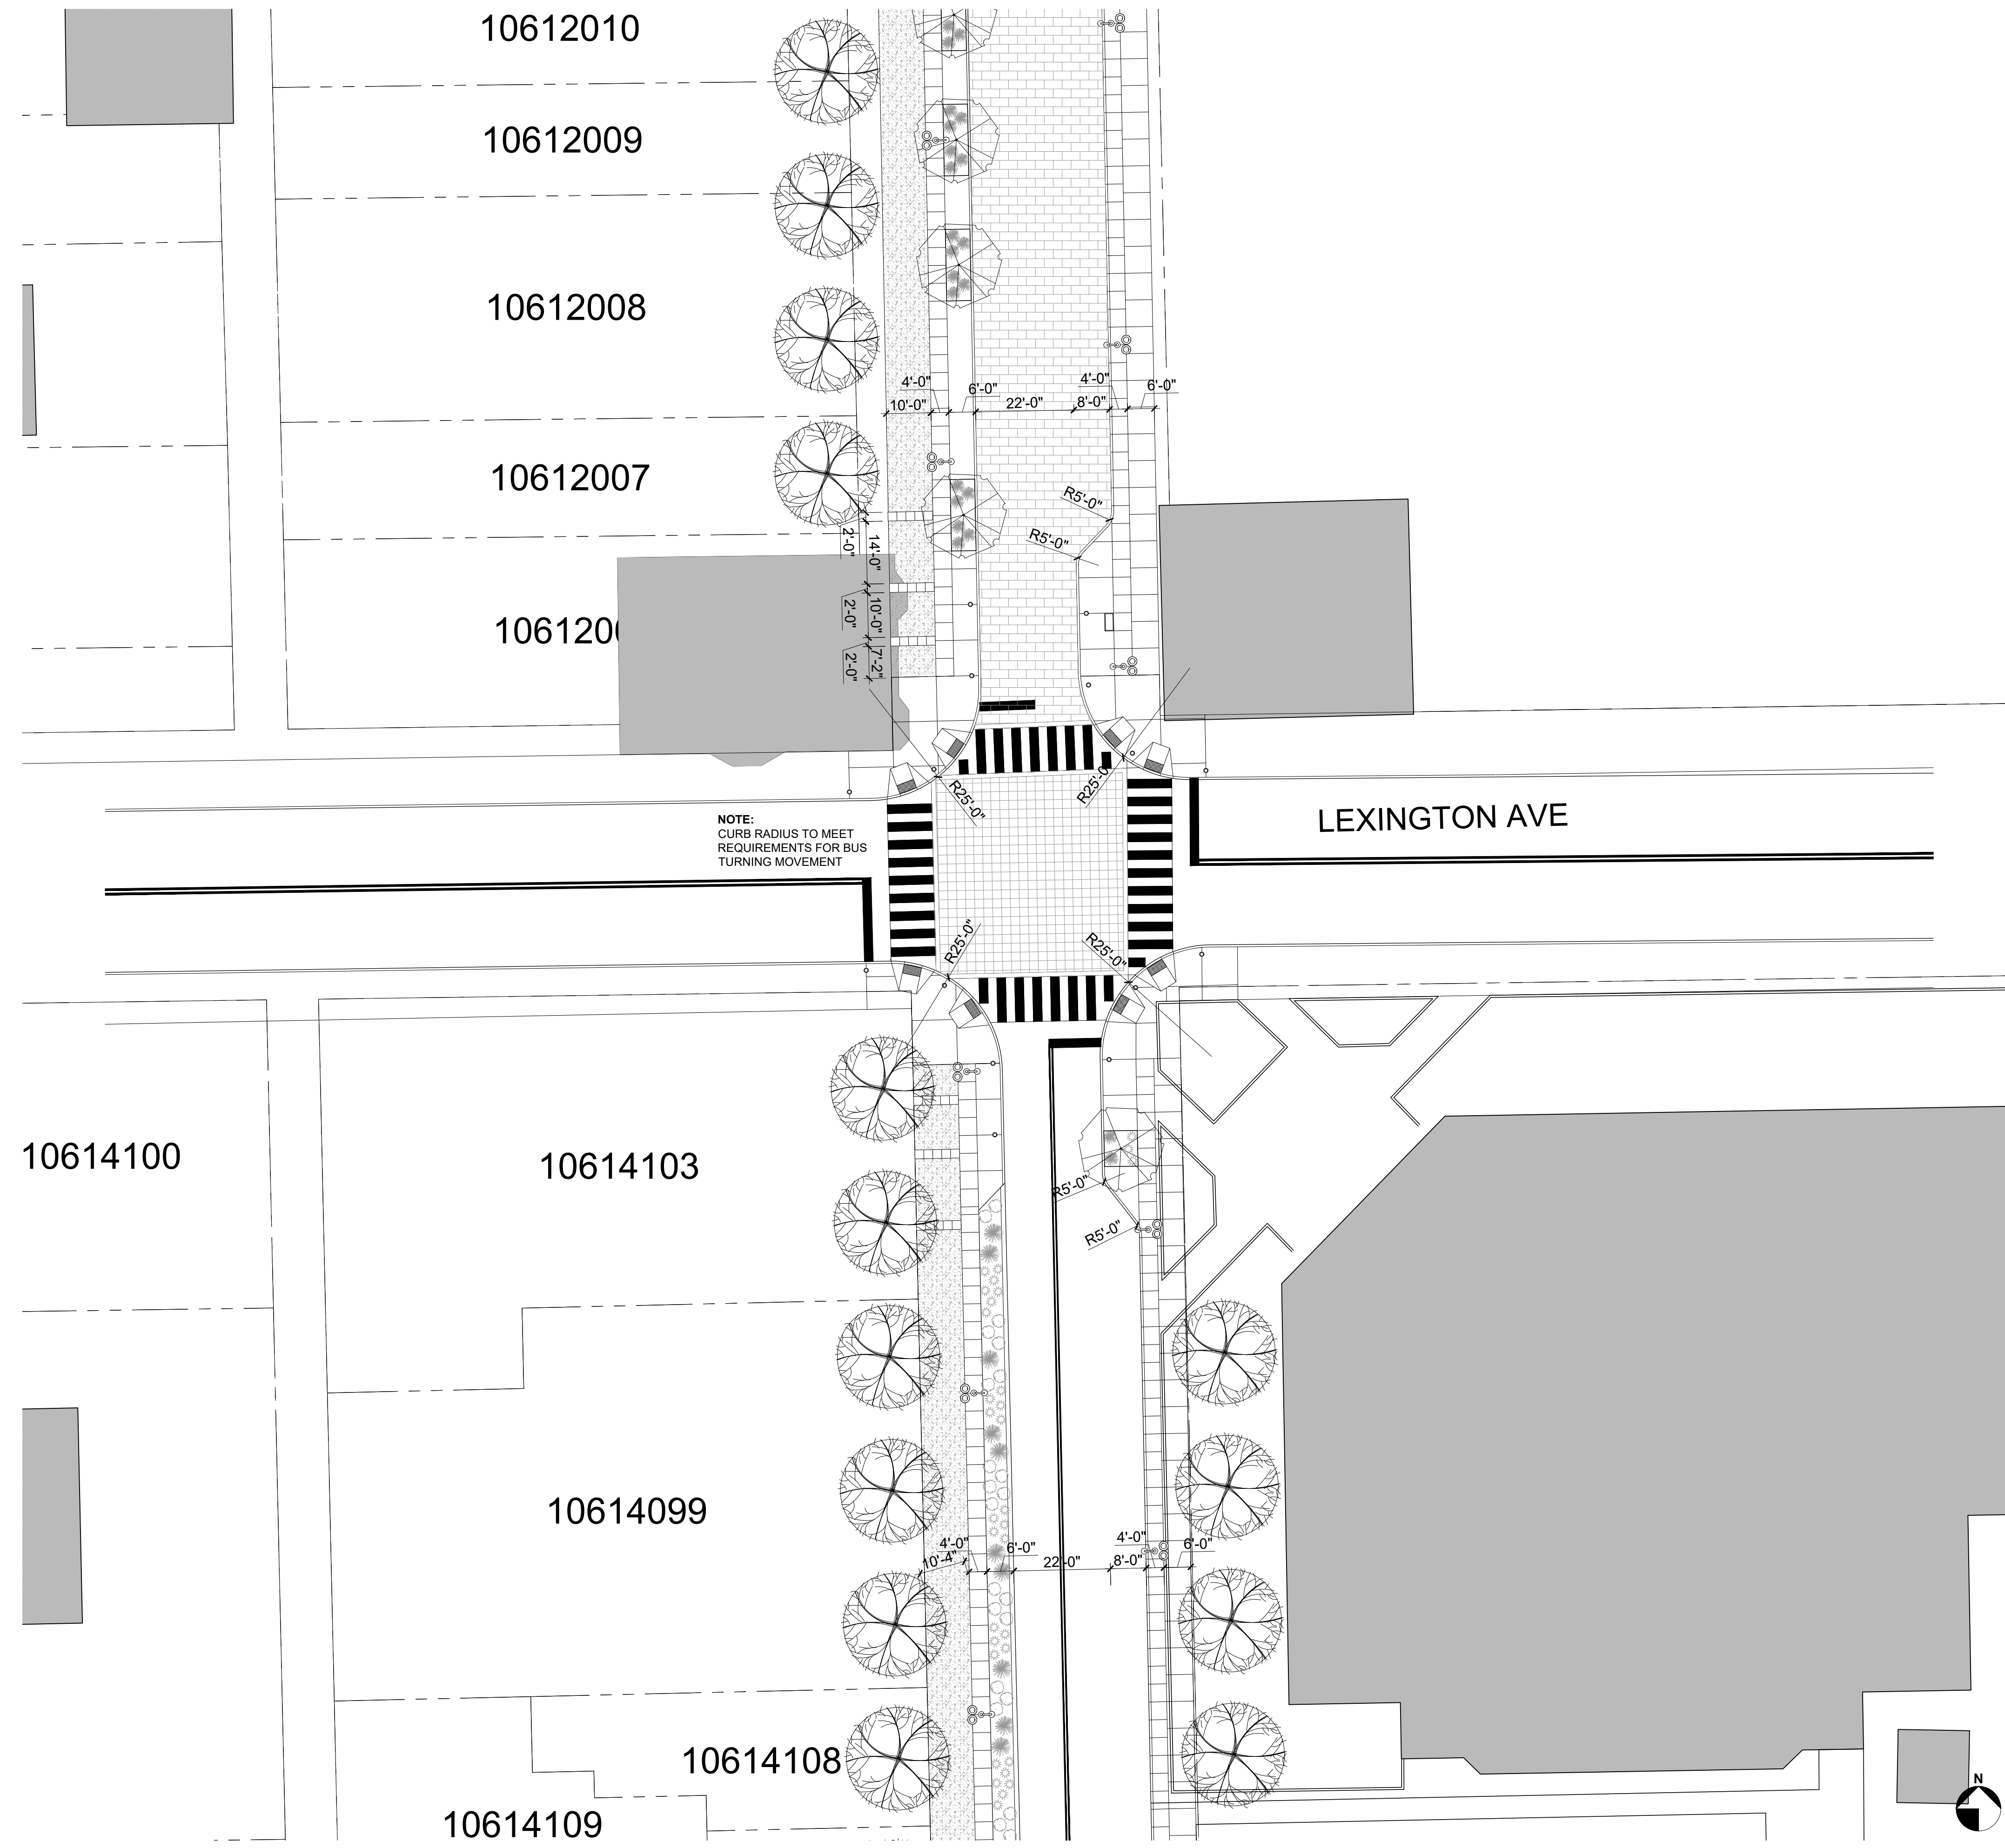 10612010
10612009
10612008
4'-0"
6'-0"
4'-0"
6'-0"
10'-0"
22'-0"
8'-0"
10612007
R5'-0"
R5'-0"
2'-0"
14'-0"
2'-0"
10'-0"
2'-0"
7'-2"
R25'-0"
R25'-0"
LEXINGTON AVE
NOTE:
CURB RADIUS TO MEET
REQUIREMENTS FOR BUS
TURNING MOVEMENT
R25'-0"
R25'-0"
10614100
10614103
R5'-0"
R5'-0"
10614099
4'-0"
6'-0"
4'-0"
6'-0"
10'-4"
22'-0"
8'-0"
10614108
10614109
N